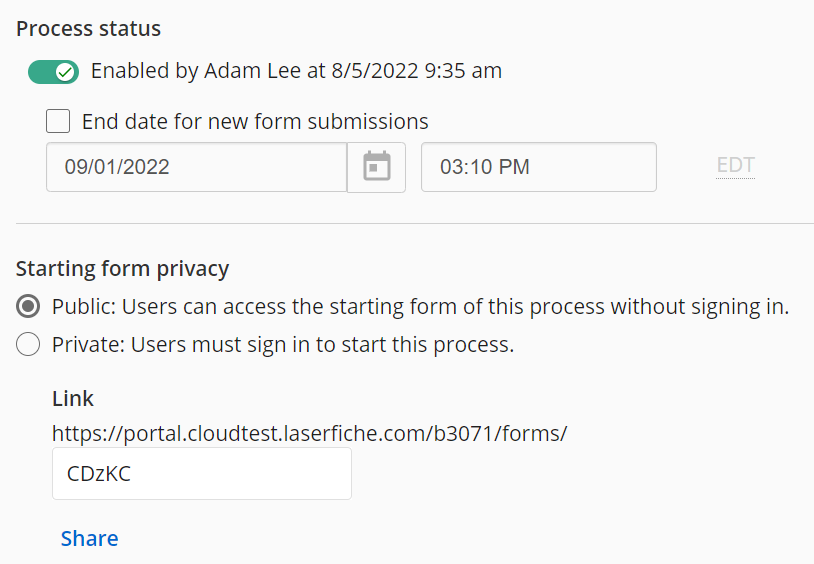 Process status
Enabled by Adam Lee at 8/5/2022 9:35 am
End date for new form submissions
09/01/2022 03:10 PM EDT
Starting form privacy
Public: Users can access the starting form of this process without signing in.
Private: Users must sign in to start this process.
Link
https://portal.cloudtest.laserfiche.com/b3071/forms/
CDzKC
Share